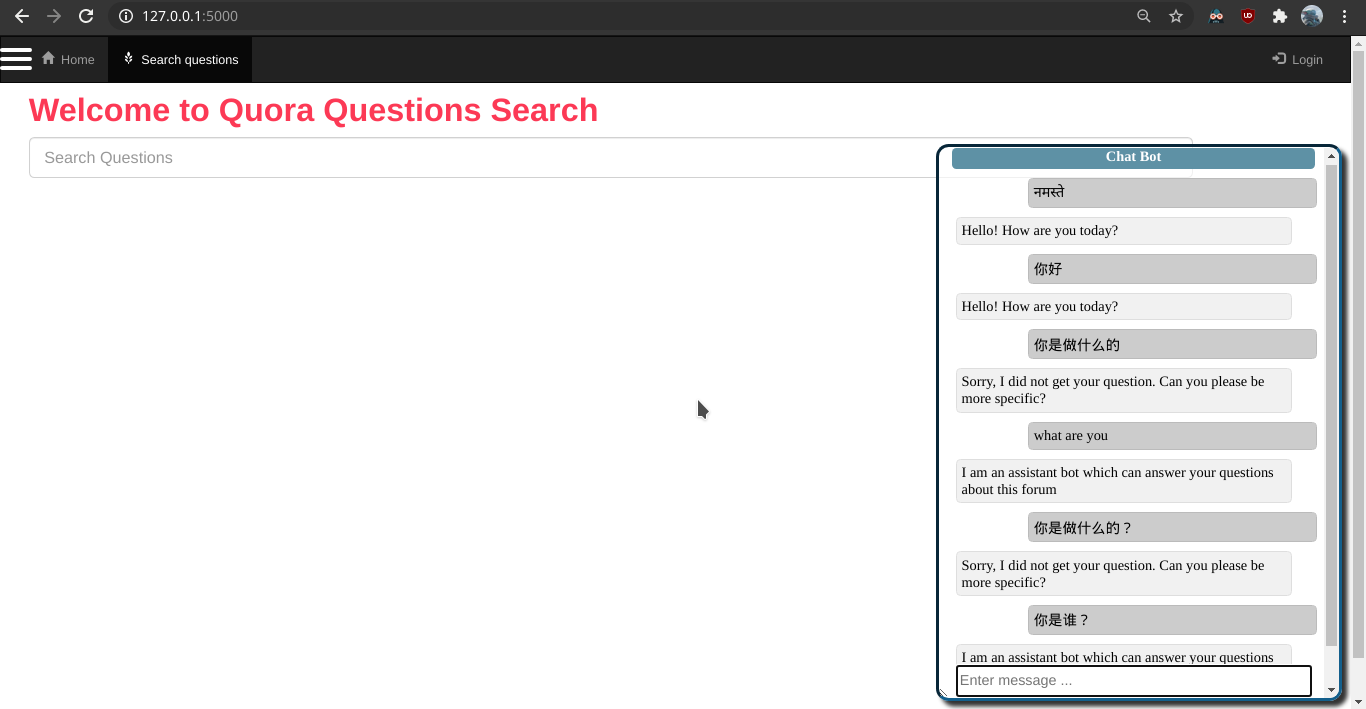 127.0.0.1:5000
Home
Search questions
Login
Welcome to Quora Questions Search
Search Questions
Chat Bot
नमस्ते
Hello! How are you today?
你好
Hello! How are you today?
你是做什么的
Sorry, I did not get your question. Can you please be
more specific?
what are you
I am an assistant bot which can answer your questions
about this forum
你是做什么的？
Sorry, I did not get your question. Can you please be
more specific?
你是谁？
I am an assistant bot which can answer your questions
Enter message ...